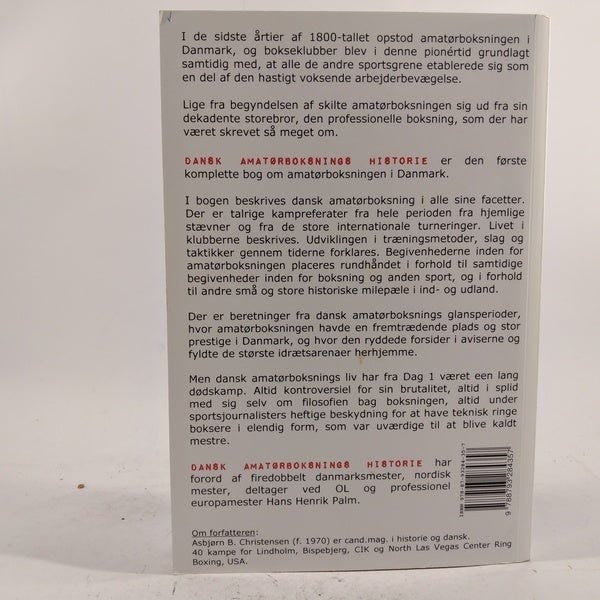 I de sidste årtier af 1800-tallet opstod amatørboksningen i
Danmark, og bokseklubber blev i denne pionértid grundlagt
samtidig med, at alle de andre sportsgrene etablerede sig som
en del af den hastigt voksende arbejderbevægelse.
Lige fra begyndelsen af skilte amatørboksningen sig ud fra sin
dekadente storebror, den professionelle boksning, som der har
været skrevet så meget om.
DANSK AMATØRBOKSNINGS HISTORIE er den første
komplette bog om amatørboksningen i Danmark.
I bogen beskrives dansk amatørboksning i alle sine facetter.
Der er talrige kampreferater fra hele perioden fra hjemlige
stævner og fra de store internationale turneringer. Livet i
klubberne beskrives. Udviklingen i træningsmetoder, slag og
taktikker gennem tiderne forklares. Begivenhederne inden for
amatørboksningen placeres rundhåndet i forhold til samtidige
begivenheder inden for boksning og anden sport, og i forhold
til andre små og store historiske milepæle i ind- og udland.
Der er beretninger fra dansk amatørboksnings glansperioder,
hvor amatørboksningen havde en fremtrædende plads og stor
prestige i Danmark, og hvor den ryddede forsider i aviserne og
fyldte de største idrætsarenaer herhjemme.
Men dansk amatørboksnings liv har fra Dag 1 været een lang
dødskamp. Altid kontroversiel for sin brutalitet, altid i splid
med sig selv om filosofien bag boksningen, altid under
sportsjournalisters heftige beskydning for at have teknisk ringe
boksere i elendig form, som var uværdige til at blive kaldt
mestre.
DANSK AMATØRBOKSNINGS HISTORIE har
forord af firedobbelt danmarksmester, nordisk
mester, deltager ved OL og professionel
europamester Hans Henrik Palm.
Om forfatteren:
Asbjørn B. Christensen (f. 1970) er cand.mag. i historie og dansk.
40 kampe for Lindholm, Bispebjerg, CIK og North Las Vegas Center Ring
Boxing, USA.
9 788793 284357